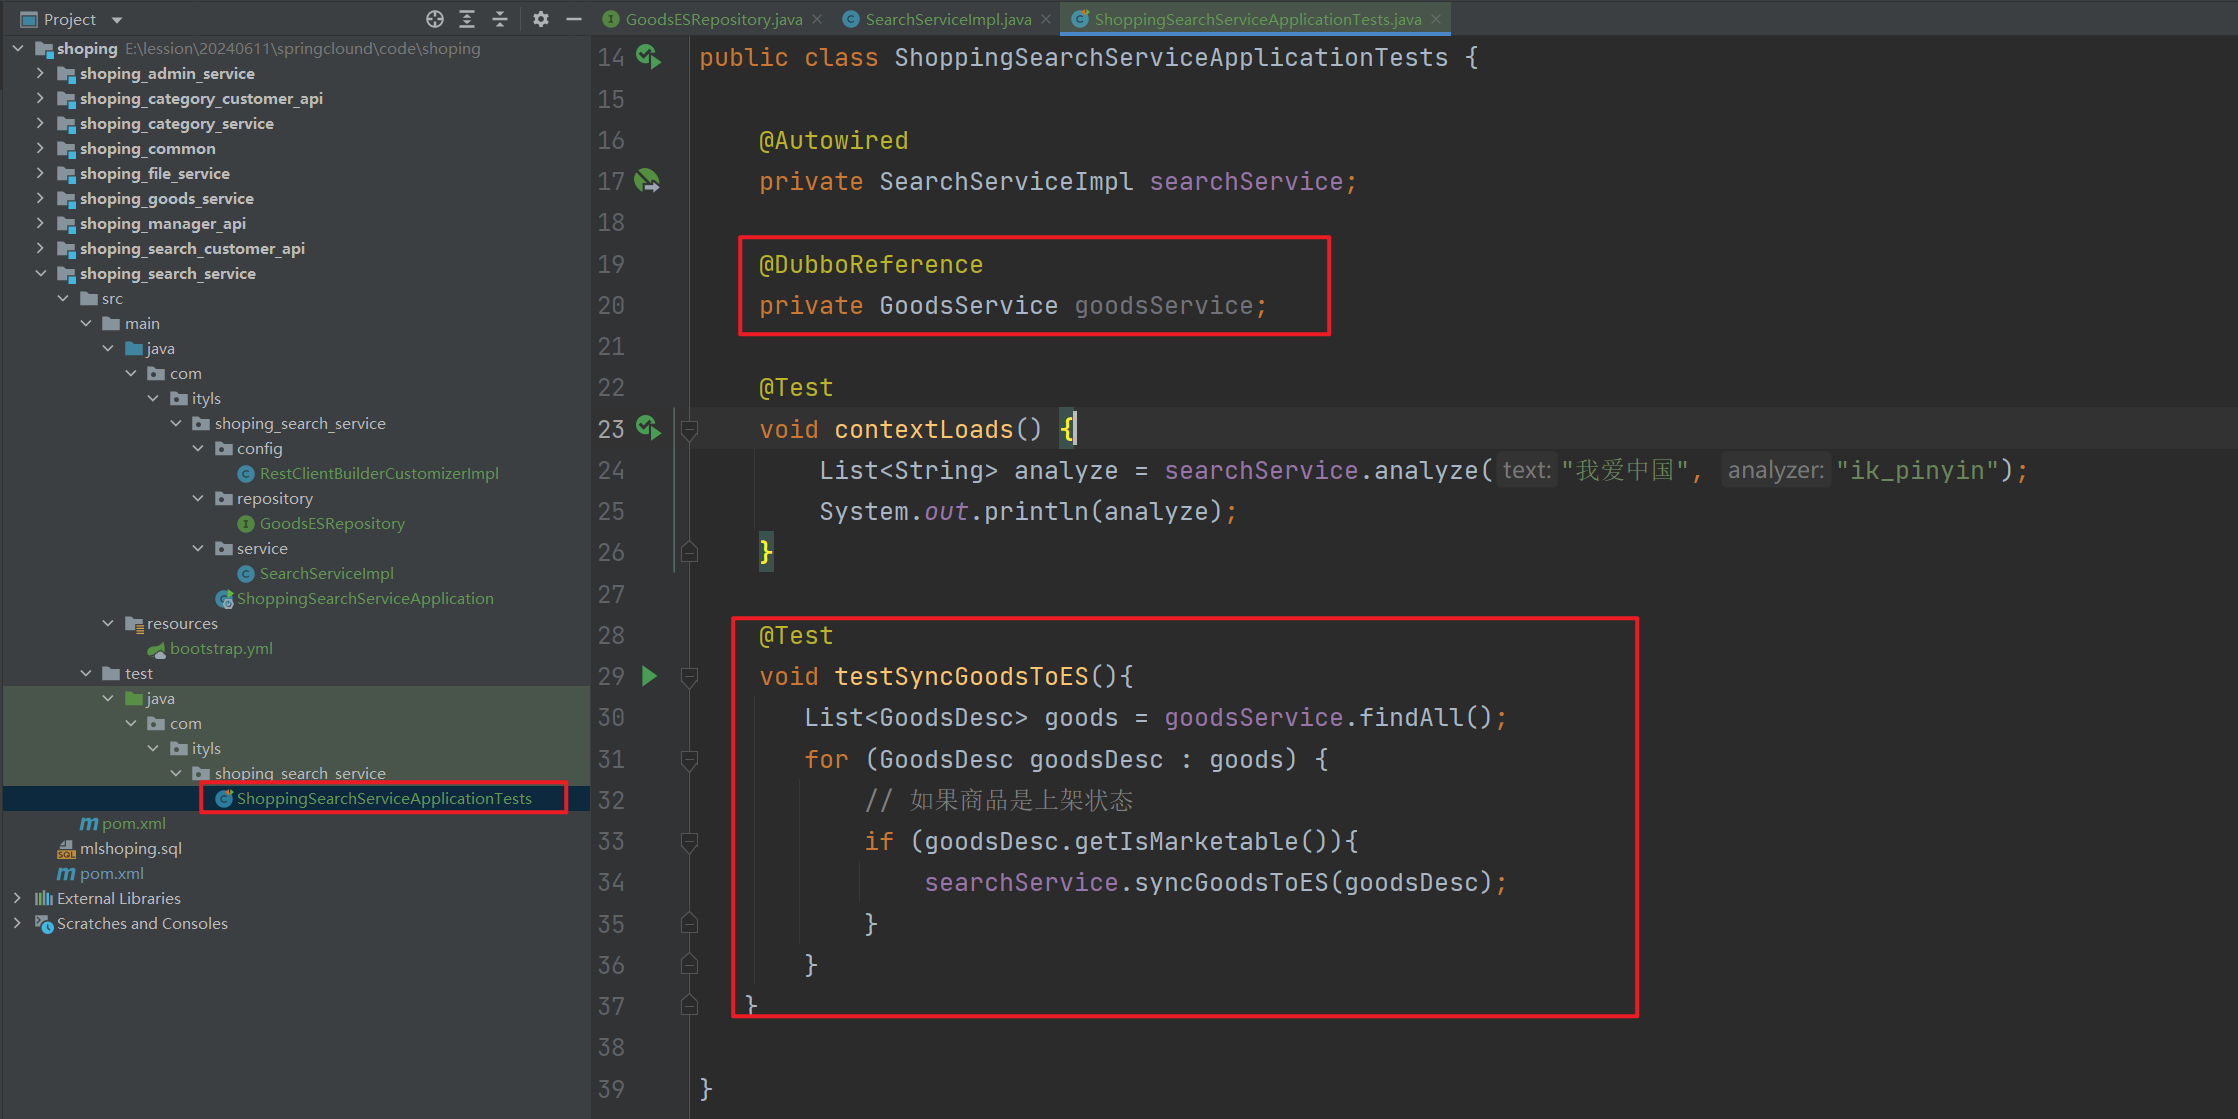 Project
GoodsESRepository.java
SearchServiceImpl.java
ShoppingSearchServiceApplicationTests.java
shoping E:\lession\20240611\springclound\code\shoping
shoping_admin_service
shoping_category_customer_api
shoping_category_service
shoping_common
shoping_file_service
shoping_goods_service
shoping_manager_api
shoping_search_customer_api
shoping_search_service
src
main
java
com
ityls
shoping_search_service
config
RestClientBuilderCustomizerImpl
repository
GoodsESRepository
service
SearchServiceImpl
ShoppingSearchServiceApplication
resources
bootstrap.yml
test
java
com
ityls
shoping_search_service
ShoppingSearchServiceApplicationTests
pom.xml
mlshoping.sql
pom.xml
External Libraries
Scratches and Consoles
14 public class ShoppingSearchServiceApplicationTests {
15
16 @Autowired
17 private SearchServiceImpl searchService;
18
19 @DubboReference
20 private GoodsService goodsService;
21
22 @Test
23 void contextLoads() {
24 List<String> analyze = searchService.analyze( text: "我爱中国", analyzer: "ik_pinyin");
25 System.out.println(analyze);
26 }
27
28 @Test
29 void testSyncGoodsToES(){
30 List<GoodsDesc> goods = goodsService.findAll();
31 for (GoodsDesc goodsDesc : goods) {
32 // 如果商品是上架状态
33 if (goodsDesc.getIsMarketable()){
34 searchService.syncGoodsToES(goodsDesc);
35 }
36 }
37 }
38
39 }